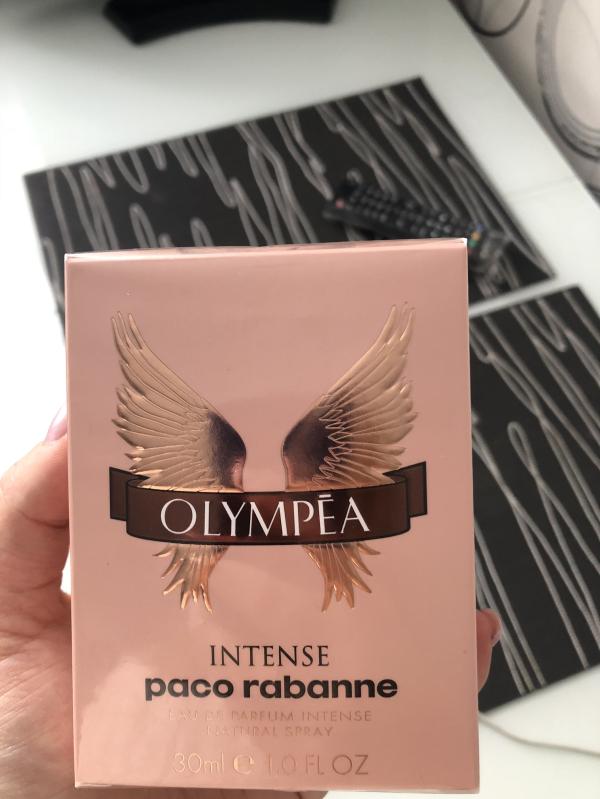 OLYMPĒA
INTENSE
paco rabanne
EAU DE PARFUM INTENSE
NATURAL SPRAY
30ml ℮ 1.0 FL OZ